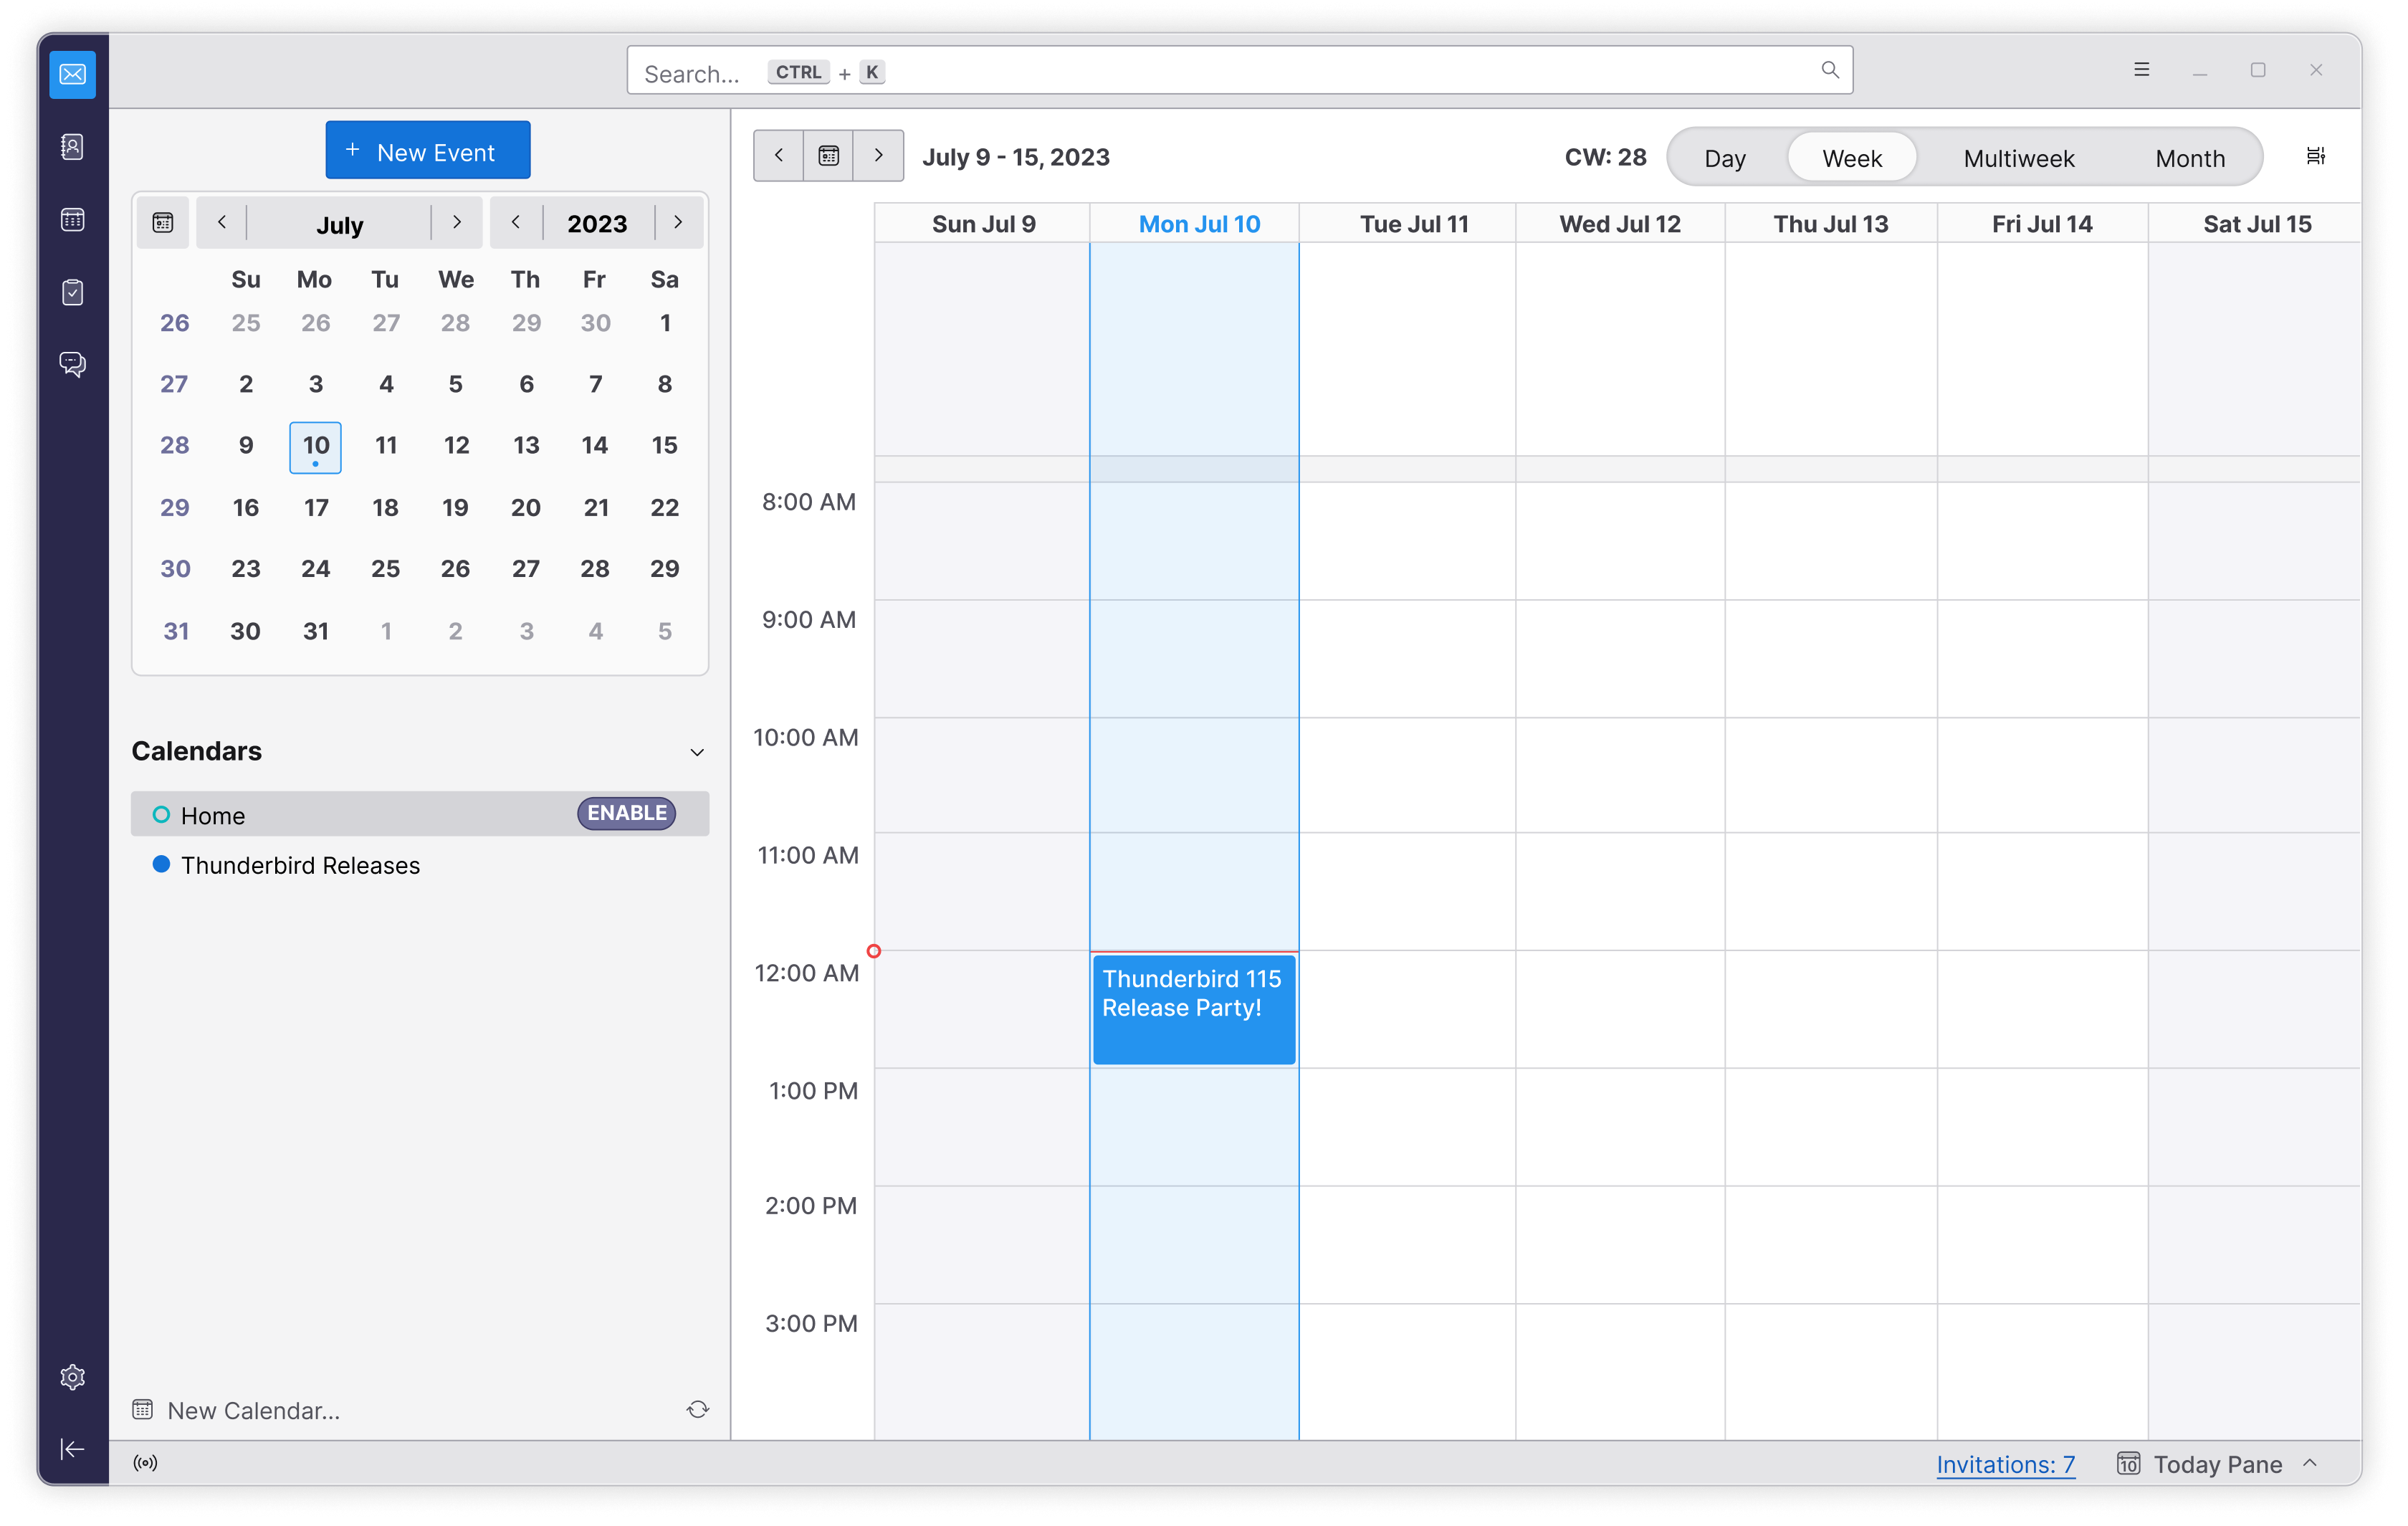 Search... CTRL + K
+ New Event
July 2023
Su Mo Tu We Th Fr Sa
26 25 26 27 28 29 30 1
27 2 3 4 5 6 7 8
28 9 10 11 12 13 14 15
29 16 17 18 19 20 21 22
30 23 24 25 26 27 28 29
31 30 31 1 2 3 4 5
Calendars
Home ENABLE
Thunderbird Releases
New Calendar...
July 9 - 15, 2023 CW: 28 Day Week Multiweek Month
Sun Jul 9 Mon Jul 10 Tue Jul 11 Wed Jul 12 Thu Jul 13 Fri Jul 14 Sat Jul 15
8:00 AM
9:00 AM
10:00 AM
11:00 AM
12:00 AM
Thunderbird 115
Release Party!
1:00 PM
2:00 PM
3:00 PM
Invitations: 7 10 Today Pane